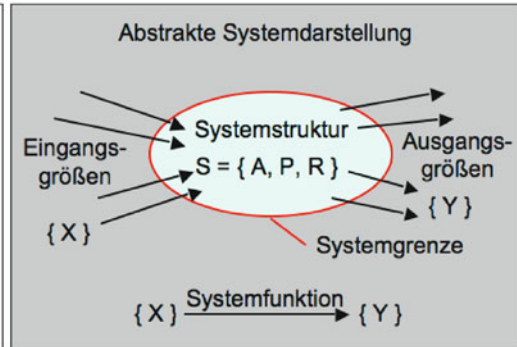 Abstrakte Systemdarstellung
Systemstruktur
S = { A, P, R }
Eingangs-
größen
{ X }
Ausgangs-
größen
{ Y }
Systemgrenze
Systemfunktion
{ X }
{ Y }